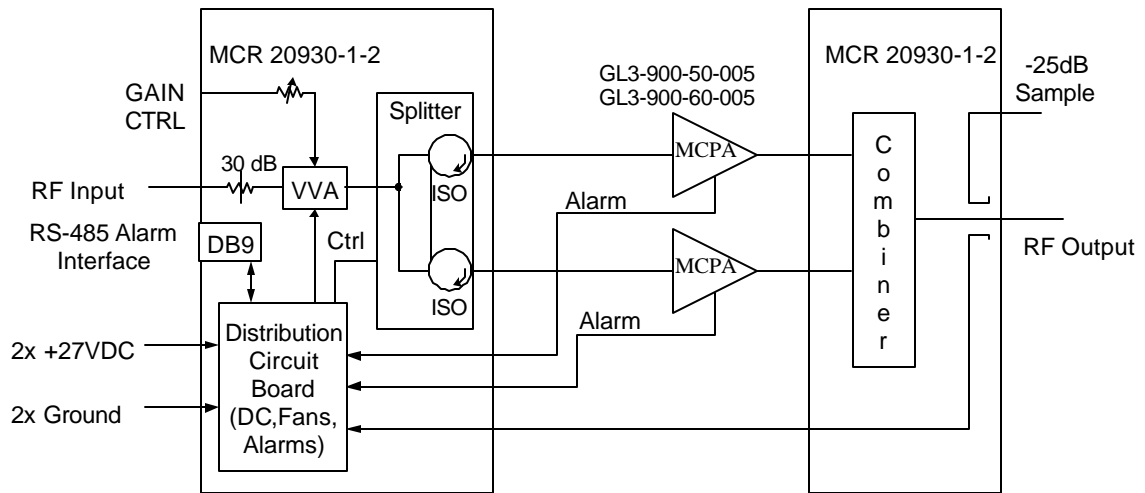 MCR 20930-1-2
GAIN
CTRL
30 dB
RF Input
VVA
Splitter
ISO
ISO
RS-485 Alarm
Interface
DB9
Ctrl
2x +27VDC
2x Ground
Distribution
Circuit
Board
(DC,Fans,
Alarms)
GL3-900-50-005
GL3-900-60-005
MCPA
Alarm
MCPA
Alarm
MCR 20930-1-2
Combiner
-25dB
Sample
RF Output